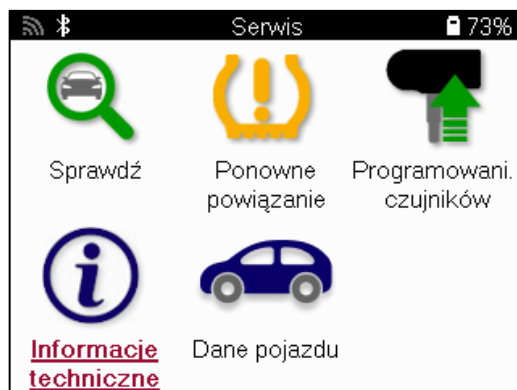 Serwis 73%
Sprawdź
Ponowne
powiązanie
Programowani.
czujników
Informacje
techniczne
Dane pojazdu